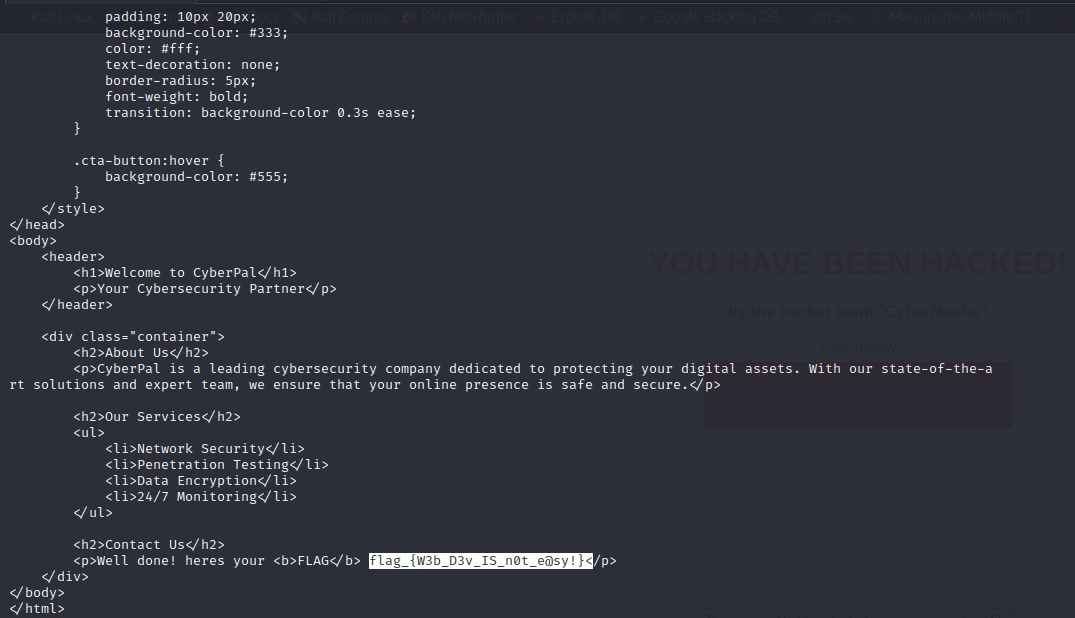 Kali Linux
Kali Forums
Kali NetHunter
Exploit-DB
Google Hacking DB
OffSec
Man-in-the-Middle TL...
padding: 10px 20px;
background-color: #333;
color: #fff;
text-decoration: none;
border-radius: 5px;
font-weight: bold;
transition: background-color 0.3s ease;
}
.cta-button:hover {
background-color: #555;
}
</style>
</head>
<body>
<header>
<h1>Welcome to CyberPal</h1>
<p>Your Cybersecurity Partner</p>
</header>
<div class="container">
<h2>About Us</h2>
<p>CyberPal is a leading cybersecurity company dedicated to protecting your digital assets. With our state-of-the-a
rt solutions and expert team, we ensure that your online presence is safe and secure.</p>
<h2>Our Services</h2>
<ul>
<li>Network Security</li>
<li>Penetration Testing</li>
<li>Data Encryption</li>
<li>24/7 Monitoring</li>
</ul>
<h2>Contact Us</h2>
<p>Well done! heres your <b>FLAG</b> flag_{W3b_D3v_IS_n0t_e@sy!}</p>
</div>
</body>
</html>
YOU HAVE BEEN HACKED!
by the hacker team "CyberNoobs"
click below